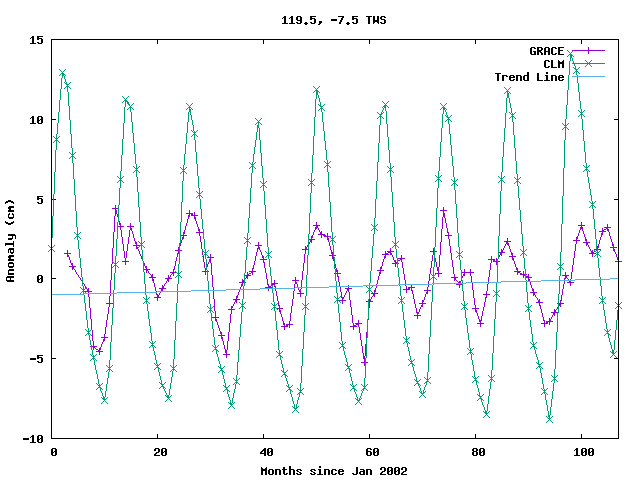 119.5, -7.5 TWS
GRACE
CLM
Trend Line
Anomaly (cm)
15
10
5
0
-5
-10
0 20 40 60 80 100
Months since Jan 2002